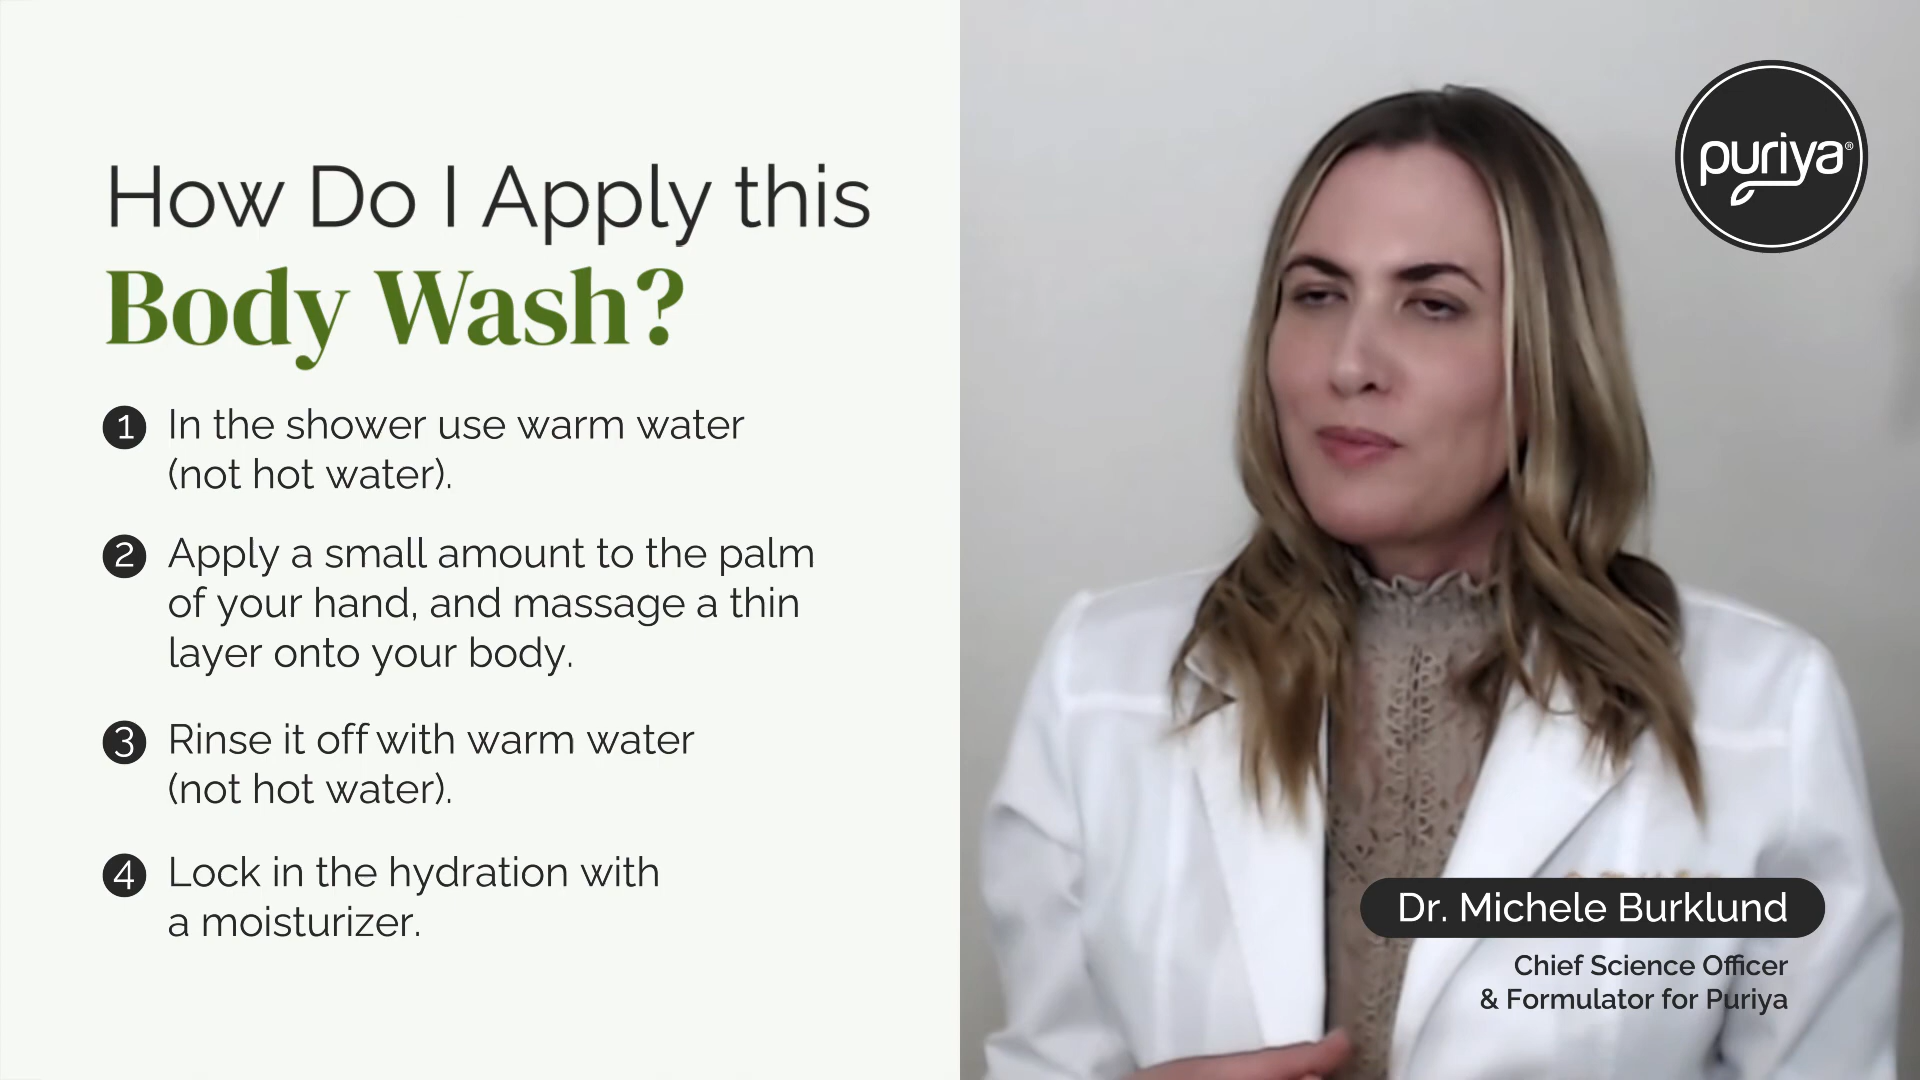 How Do I Apply this
Body Wash?
1 In the shower use warm water
(not hot water).
2 Apply a small amount to the palm
of your hand, and massage a thin
layer onto your body.
3 Rinse it off with warm water
(not hot water).
4 Lock in the hydration with
a moisturizer.
puriya®
Dr. Michele Burklund
Chief Science Officer
& Formulator for Puriya